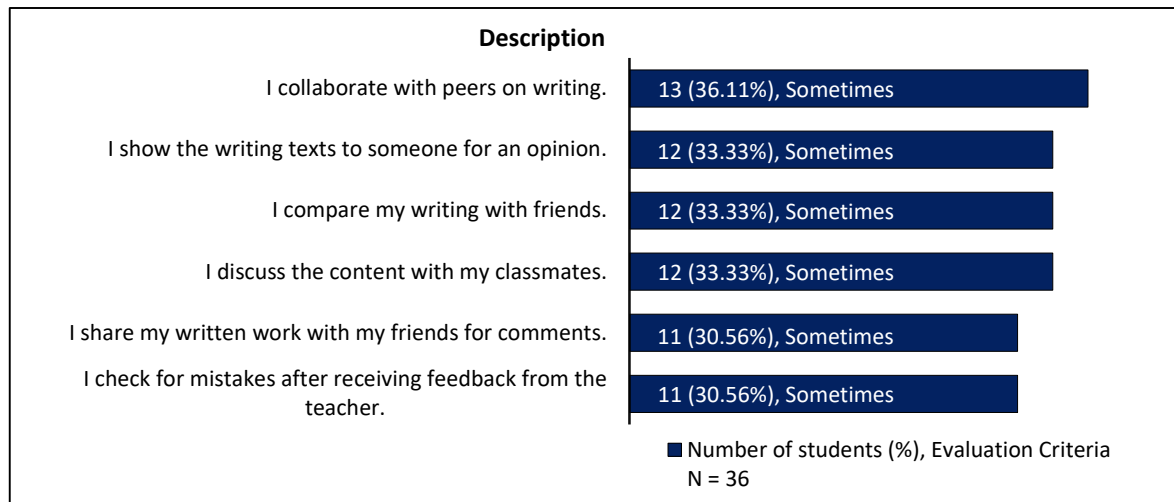 Description
I collaborate with peers on writing.
13 (36.11%), Sometimes
I show the writing texts to someone for an opinion.
12 (33.33%), Sometimes
I compare my writing with friends.
12 (33.33%), Sometimes
I discuss the content with my classmates.
12 (33.33%), Sometimes
I share my written work with my friends for comments.
11 (30.56%), Sometimes
I check for mistakes after receiving feedback from the
teacher.
11 (30.56%), Sometimes
Number of students (%), Evaluation Criteria
N = 36